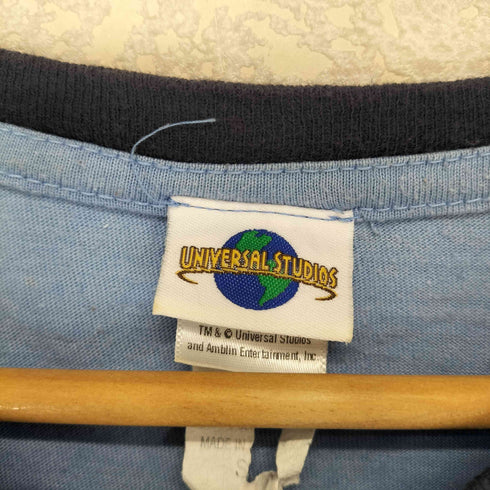 UNIVERSAL STUDIOS
TM & © Universal Studios
and Amblin Entertainment, Inc
MADE IN